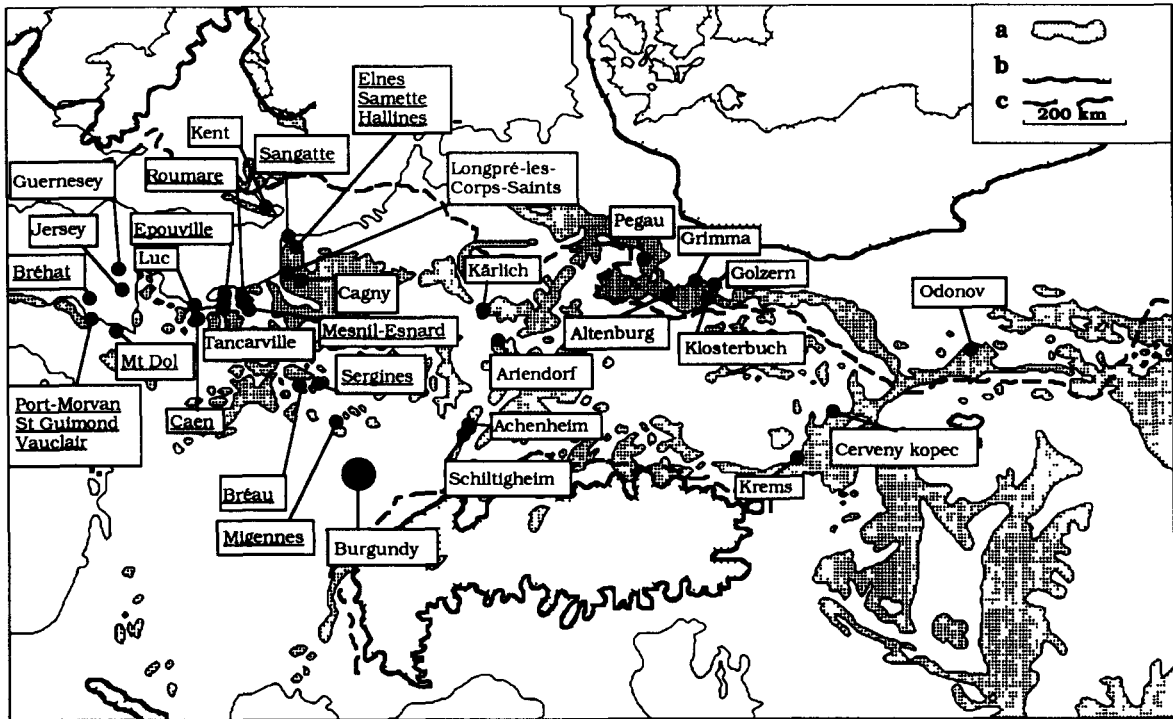 a
b
c
200 km
Elnes
Samette
Hallines
Kent
Sangatte
Longpré-les-
Corps-Saints
Guernesey
Roumare
Jersey
Epouville
Pegau
Grimma
Luc
Kärlich
Golzern
Bréhat
Cagny
Odonov
Tancarville
Mesnil-Esnard
Altenburg
Klosterbuch
Mt Dol
Sergines
Ariendorf
Port-Morvan
St Guimond
Vauclair
Caen
Achenheim
Cerveny kopec
Schiltigheim
Krems
Bréau
Migennes
Burgundy